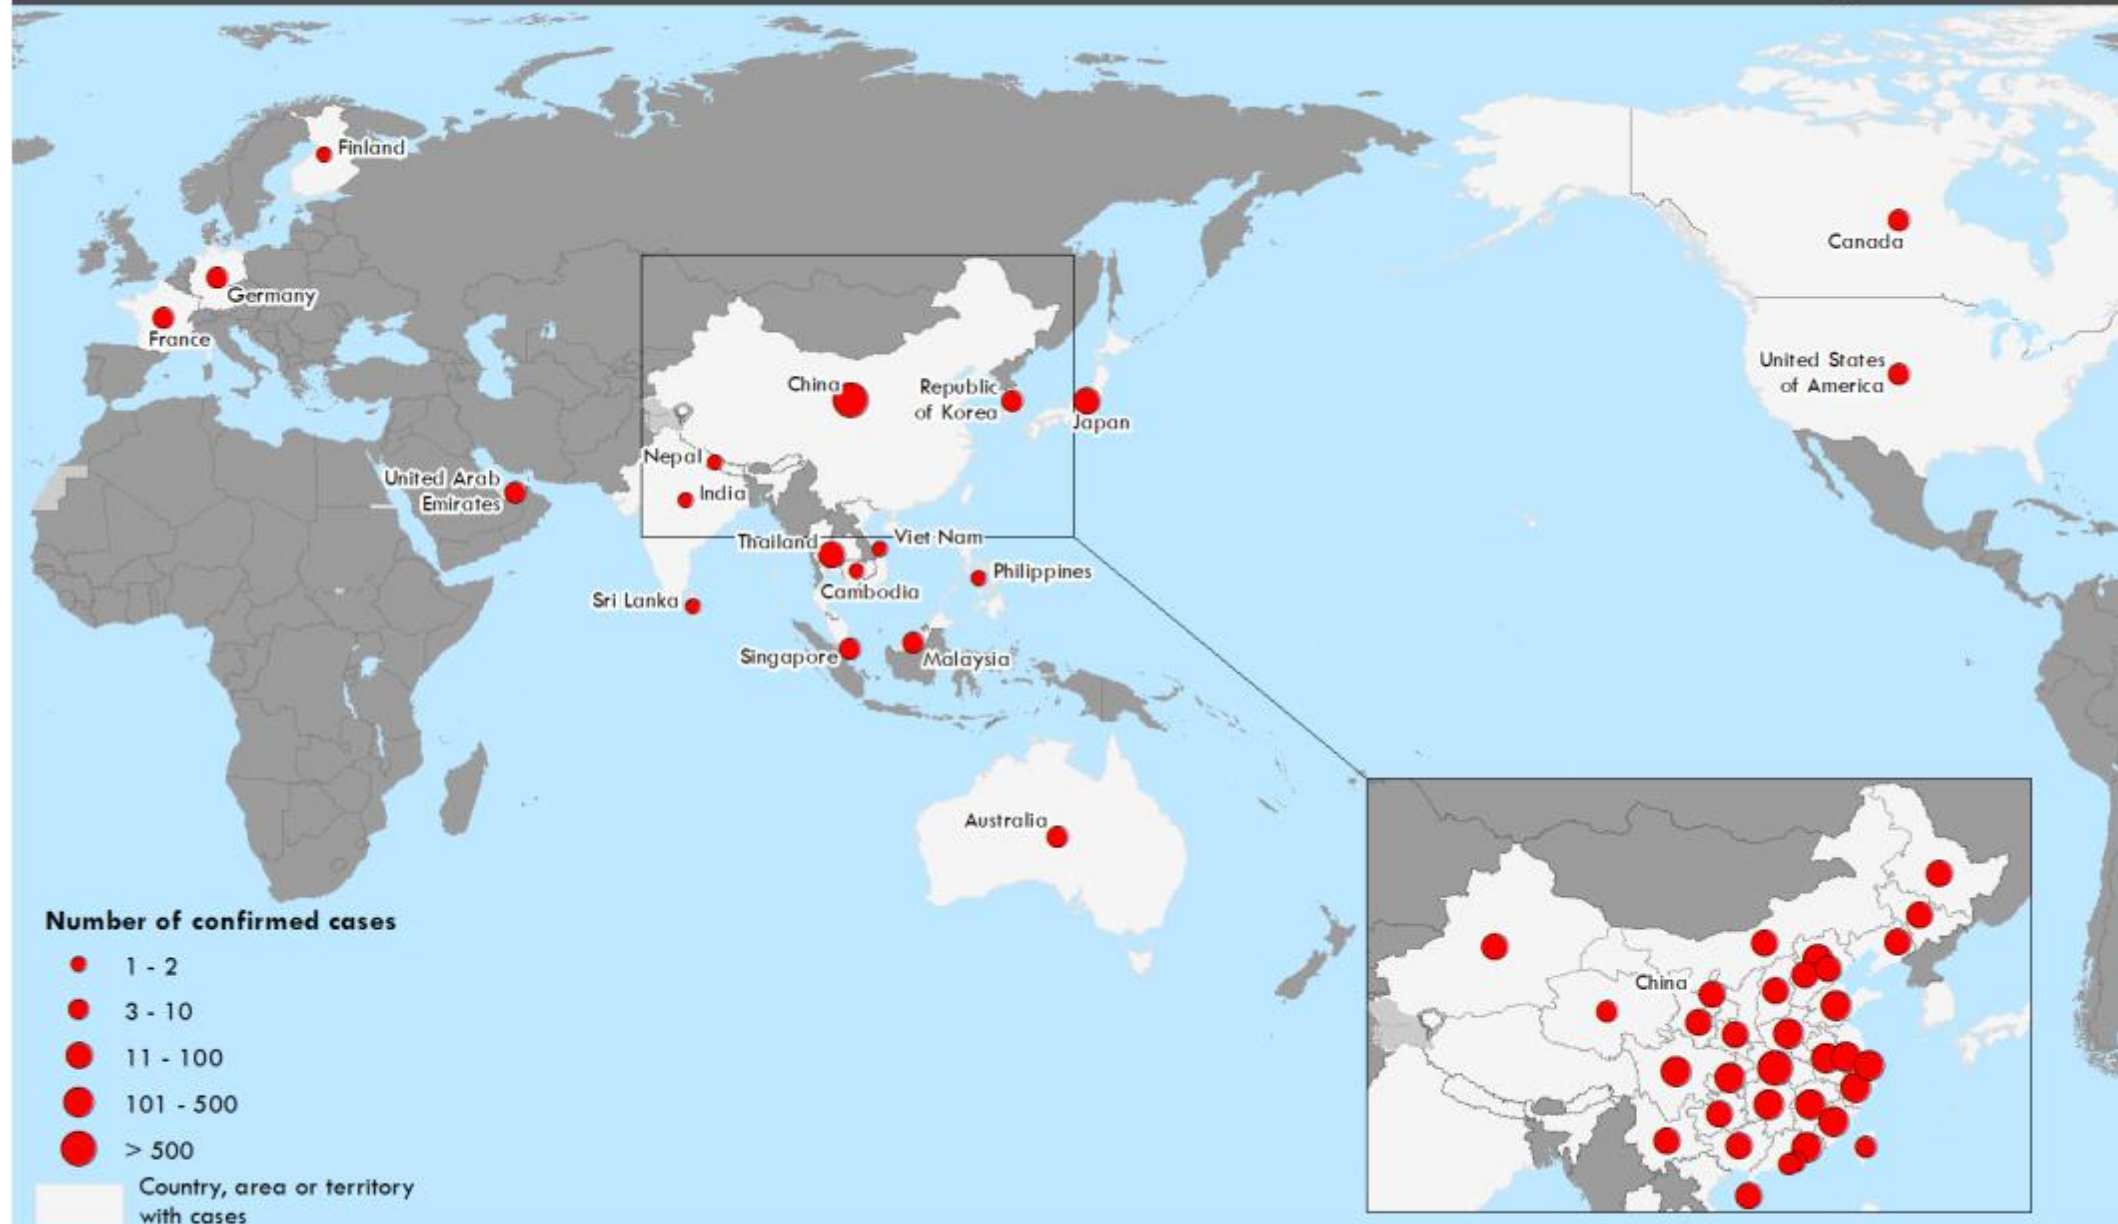 Finland
Canada
Germany
France
United States
of America
China
Republic
of Korea
Japan
Nepal
United Arab
Emirates
India
Thailand
Viet Nam
Philippines
Cambodia
Sri Lanka
Singapore
Malaysia
Australia
Number of confirmed cases
1 - 2
3 - 10
11 - 100
101 - 500
> 500
Country, area or territory
with cases
China